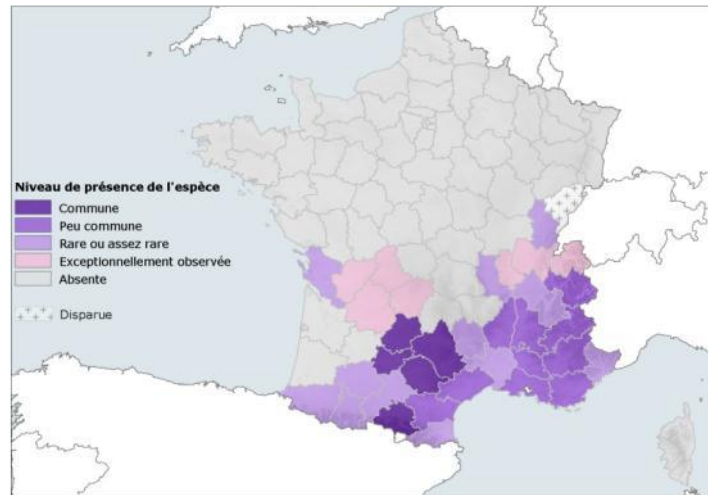 Niveau de présence de l'espèce
Commune
Peu commune
Rare ou assez rare
Exceptionnellement observée
Absente
Disparue